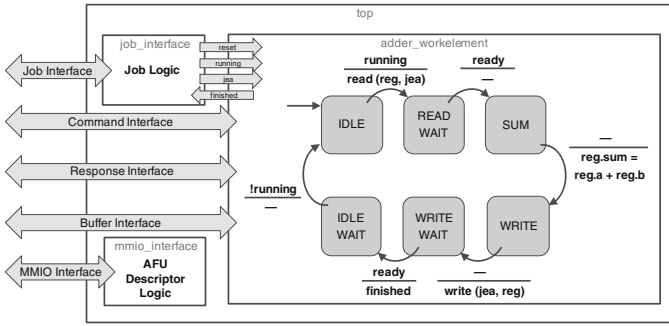 top
job_interface
Job Logic
reset
running
jea
finished
adder_workelement
Job Interface
Command Interface
Response Interface
Buffer Interface
MMIO Interface
mmio_interface
AFU
Descriptor
Logic
running
read (reg, jea)
ready
—
IDLE
READ
WAIT
SUM
—
reg.sum =
reg.a + reg.b
!running
—
IDLE
WAIT
WRITE
WAIT
WRITE
ready
finished
—
write (jea, reg)